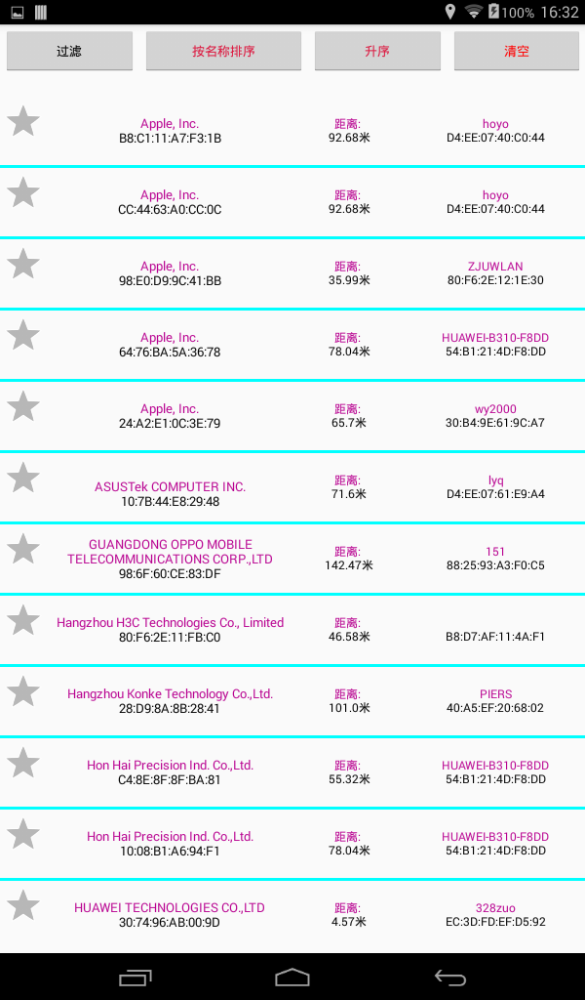 100% 16:32
过滤 按名称排序 升序 清空
Apple, Inc. 距离: hoyo
B8:C1:11:A7:F3:1B 92.68米 D4:EE:07:40:C0:44
Apple, Inc. 距离: hoyo
CC:44:63:A0:CC:0C 92.68米 D4:EE:07:40:C0:44
Apple, Inc. 距离: ZJUWLAN
98:E0:D9:9C:41:BB 35.99米 80:F6:2E:12:1E:30
Apple, Inc. 距离: HUAWEI-B310-F8DD
64:76:BA:5A:36:78 78.04米 54:B1:21:4D:F8:DD
Apple, Inc. 距离: wy2000
24:A2:E1:0C:3E:79 65.7米 30:B4:9E:61:9C:A7
ASUSTek COMPUTER INC. 距离: lyq
10:7B:44:E8:29:48 71.6米 D4:EE:07:61:E9:A4
GUANGDONG OPPO MOBILE
TELECOMMUNICATIONS CORP.,LTD 距离: 151
98:6F:60:CE:83:DF 142.47米 88:25:93:A3:F0:C5
Hangzhou H3C Technologies Co., Limited 距离:
80:F6:2E:11:FB:C0 46.58米 B8:D7:AF:11:4A:F1
Hangzhou Konke Technology Co.,Ltd. 距离: PIERS
28:D9:8A:8B:28:41 101.0米 40:A5:EF:20:68:02
Hon Hai Precision Ind. Co.,Ltd. 距离: HUAWEI-B310-F8DD
C4:8E:8F:8F:BA:81 55.32米 54:B1:21:4D:F8:DD
Hon Hai Precision Ind. Co.,Ltd. 距离: HUAWEI-B310-F8DD
10:08:B1:A6:94:F1 78.04米 54:B1:21:4D:F8:DD
HUAWEI TECHNOLOGIES CO.,LTD 距离: 328zuo
30:74:96:AB:00:9D 4.57米 EC:3D:FD:EF:D5:92